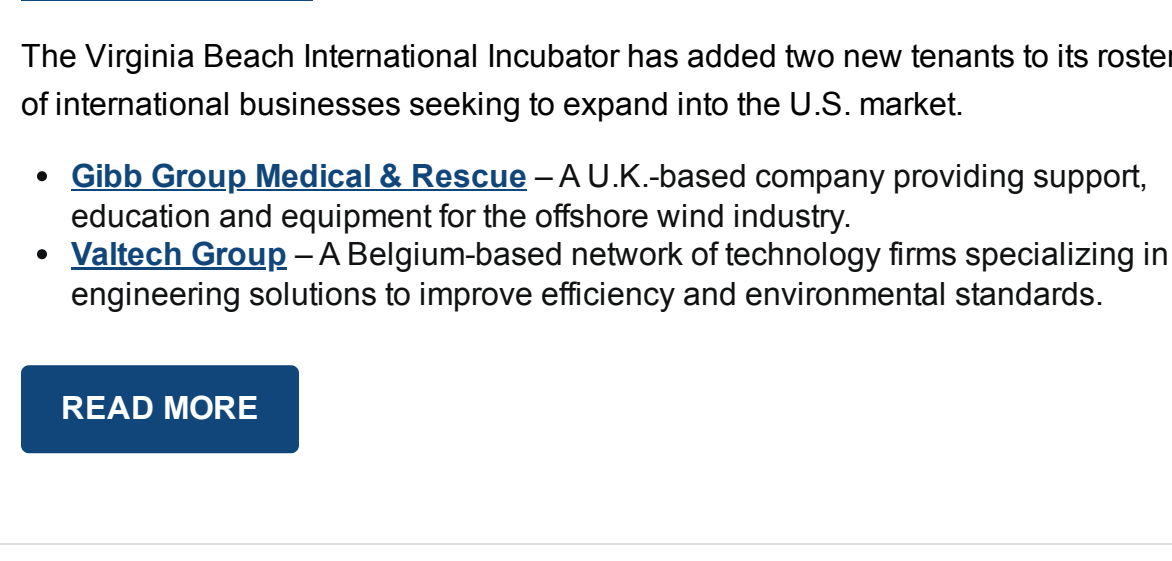 The Virginia Beach International Incubator has added two new tenants to its roster
of international businesses seeking to expand into the U.S. market.
• Gibb Group Medical & Rescue – A U.K.-based company providing support,
education and equipment for the offshore wind industry.
• Valtech Group – A Belgium-based network of technology firms specializing in
engineering solutions to improve efficiency and environmental standards.
READ MORE